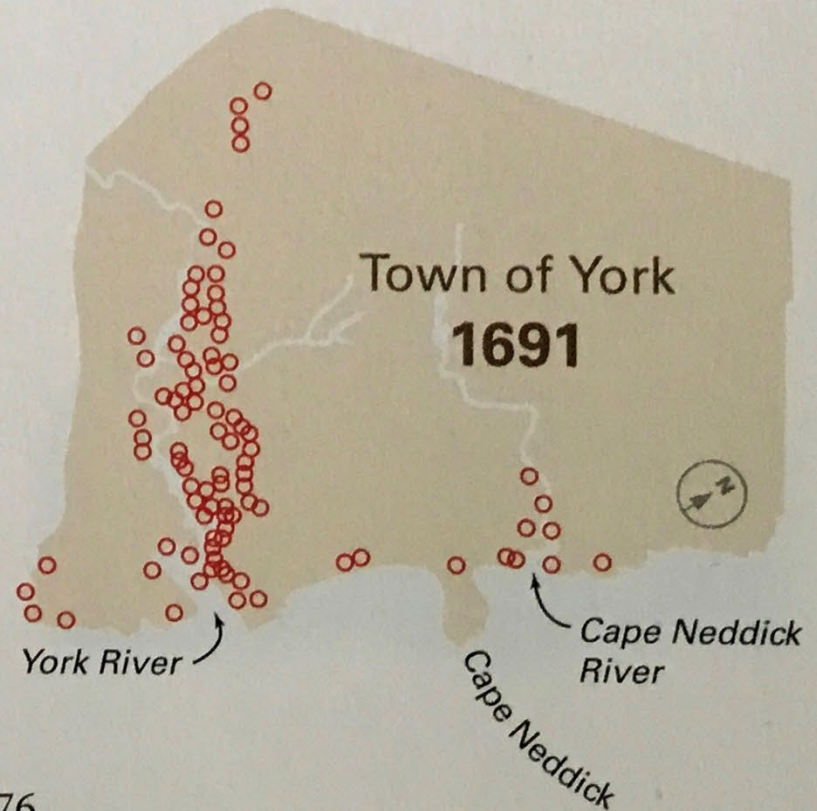 Town of York
1691
N
York River
Cape Neddick
River
Cape Neddick
76